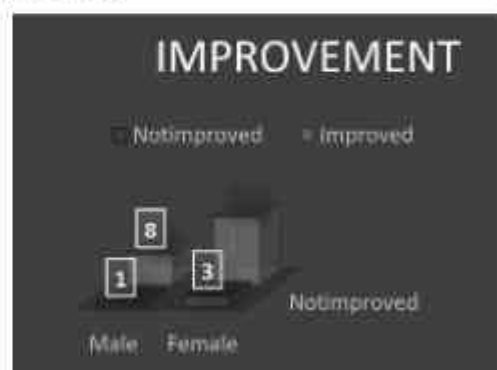 IMPROVEMENT
Notimproved Improved
8
1 3
Notimproved
Male Female